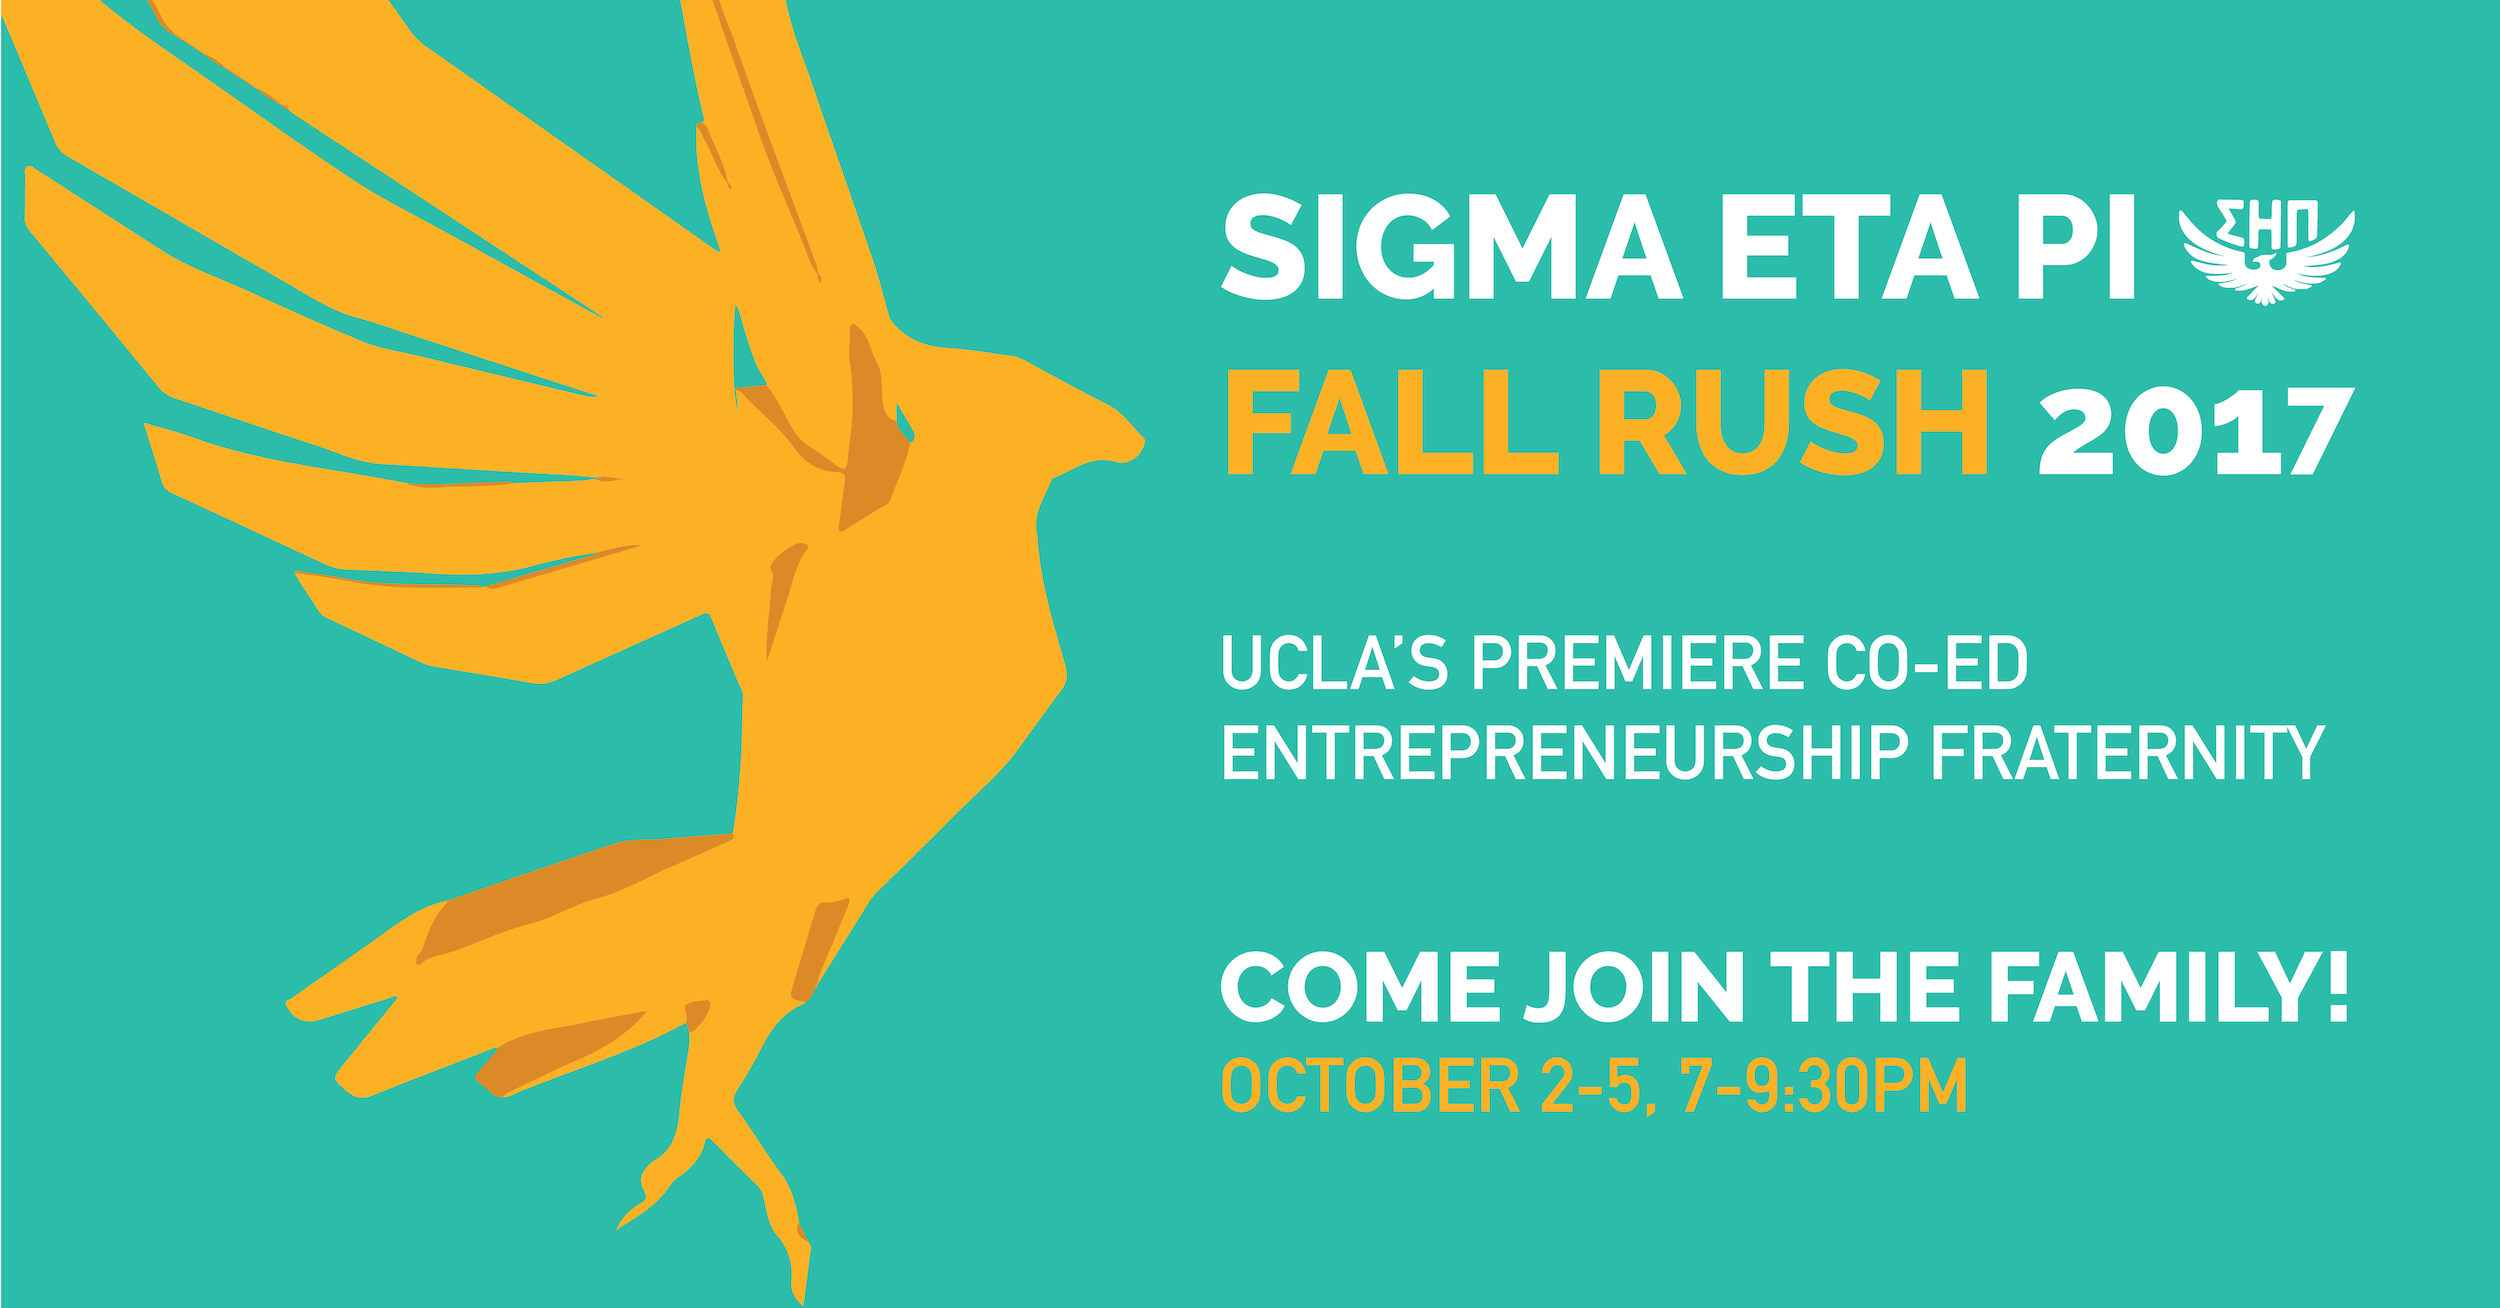 SIGMA ETA PI ΣΗΠ
FALL RUSH 2017
UCLA'S PREMIERE CO-ED
ENTREPRENEURSHIP FRATERNITY
COME JOIN THE FAMILY!
OCTOBER 2-5, 7-9:30PM